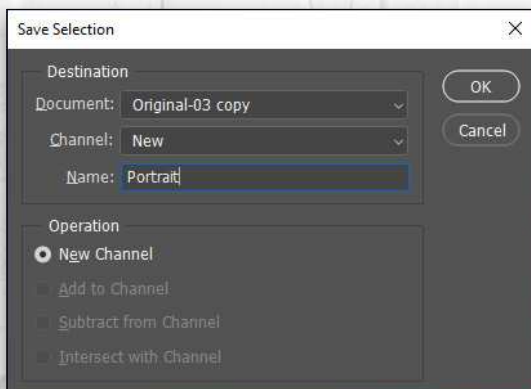 Save Selection
Destination
Document: Original-03 copy
OK
Channel: New
Cancel
Name: Portrait
Operation
New Channel
Add to Channel
Subtract from Channel
Intersect with Channel